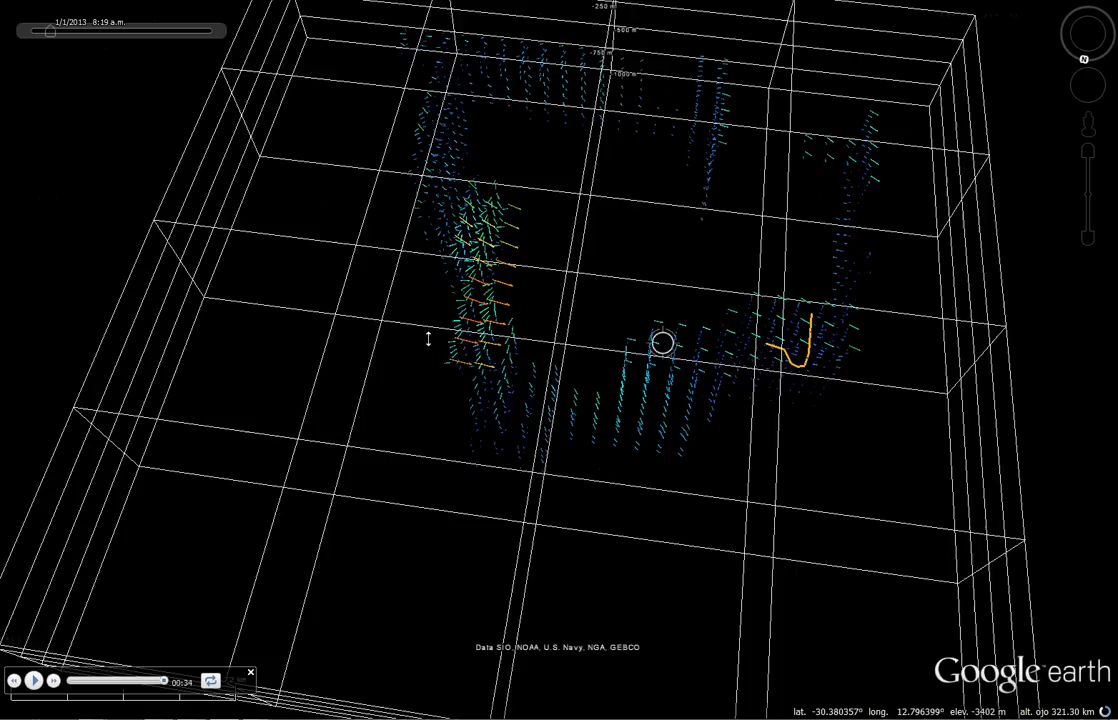 1/1/2013 8:19 a.m.
-250 m
-500 m
-750 m
-1000 m
N
Data SIO, NOAA, U.S. Navy, NGA, GEBCO
Google earth
00:34
lat. -30.380357° long. 12.796399° elev. -3402 m alt. ojo 321.30 km